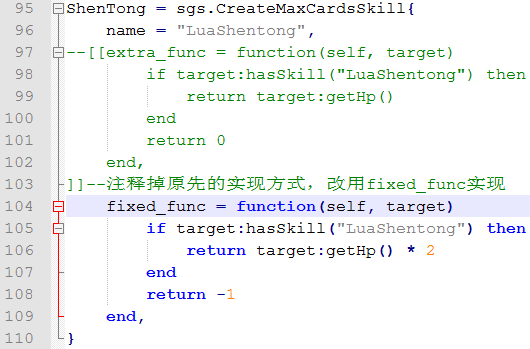 95 ShenTong = sgs.CreateMaxCardsSkill{
96     name = "LuaShentong",
97 --[[extra_func = function(self, target)
98         if target:hasSkill("LuaShentong") then
99             return target:getHp()
100         end
101         return 0
102     end,
103 ]]--注释掉原先的实现方式，改用fixed_func实现
104     fixed_func = function(self, target)
105         if target:hasSkill("LuaShentong") then
106             return target:getHp() * 2
107         end
108         return -1
109     end,
110 }